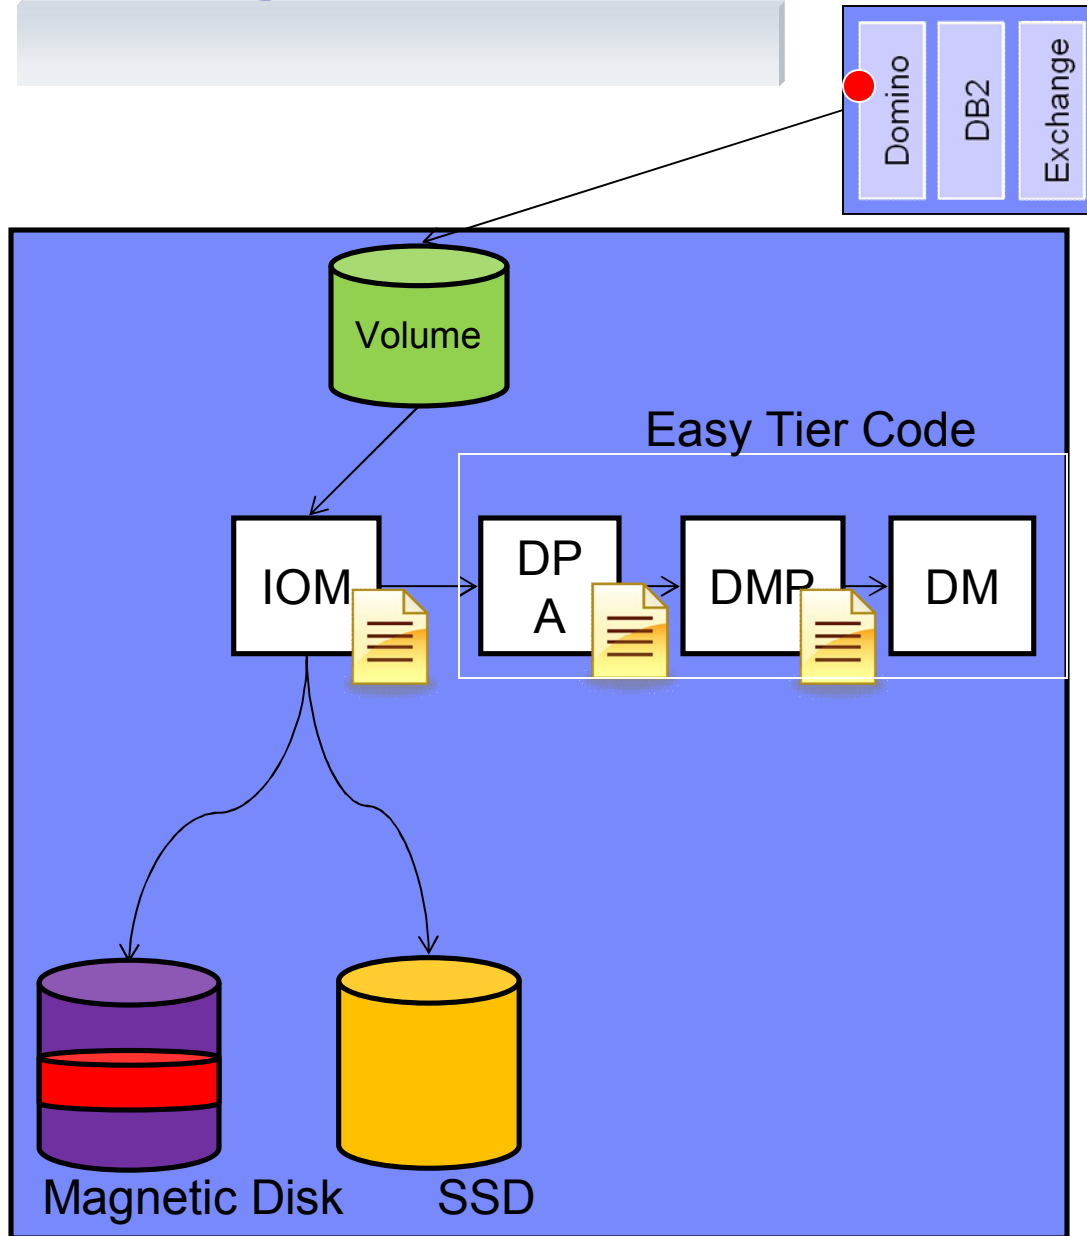 Domino
DB2
Exchange
Volume
Easy Tier Code
IOM
DP
A
DMP
DM
Magnetic Disk
SSD